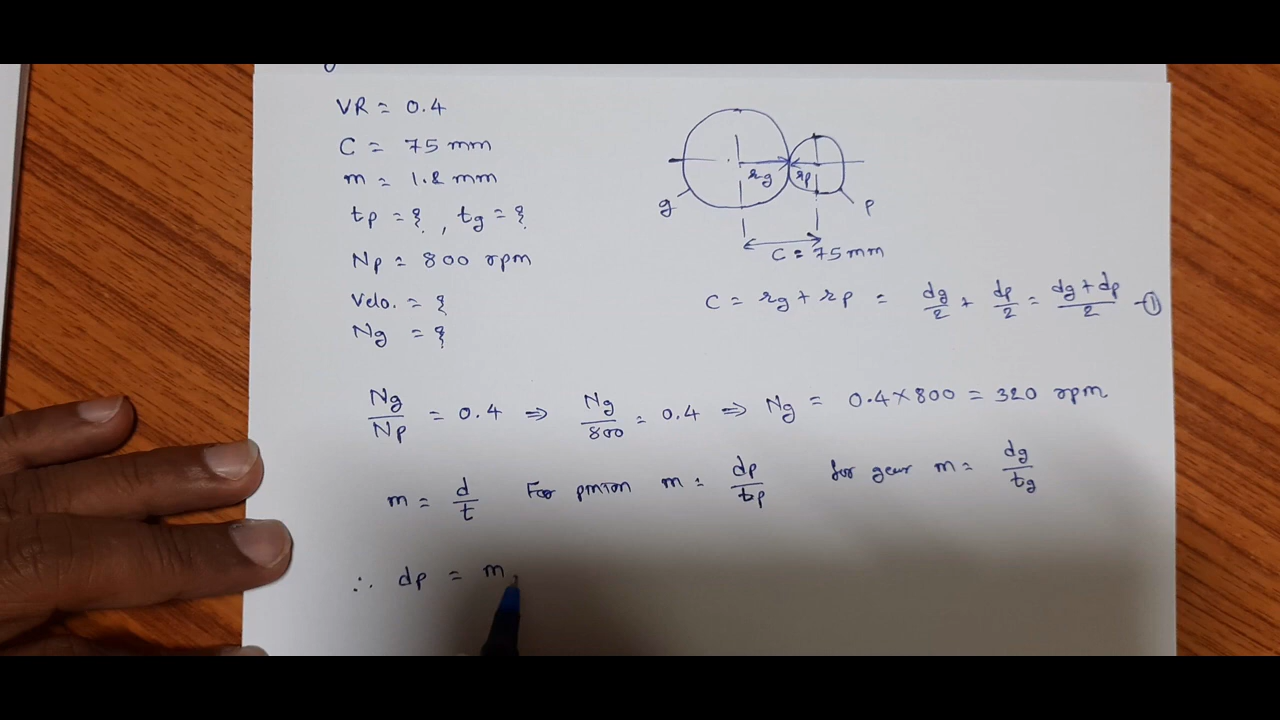 VR = 0.4
C = 75 mm
m = 1.2 mm
tp = ? , tg = ?
Np = 800 rpm
Velo. = ?
Ng = ?
rg rp
g p
C = 75 mm
C = rg + rp = dg/2 + dp/2 = dg + dp/2 - ①
Ng/Np = 0.4 ⇒ Ng/800 = 0.4 ⇒ Ng = 0.4 × 800 = 320 rpm
m = d/t For pinion m = dp/tp for gear m = dg/tg
∴ dp = m